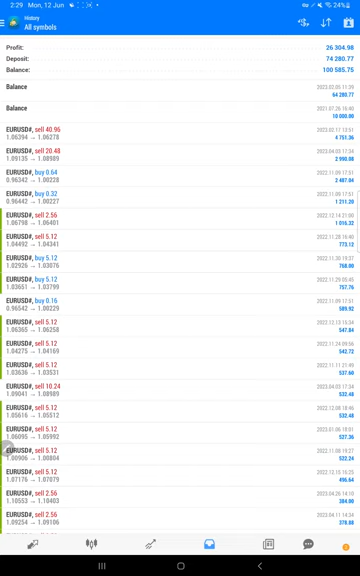 2:29 Mon, 12 Jun
24%
History
All symbols
Profit: 26 304.98
Deposit: 74 280.77
Balance: 100 585.75
Balance 2023.05.05 11:39
64 280.77
Balance 2021.07.26 16:40
10 000.00
EURUSD#, sell 40.96 2023.02.17 13:01
1.06394 → 1.06278 4 751.36
EURUSD#, sell 20.48 2023.04.03 17:34
1.09135 → 1.08989 2 990.08
EURUSD#, buy 0.64 2022.11.09 17:51
0.96342 → 1.00228 2 487.04
EURUSD#, buy 0.32 2022.11.09 17:51
0.96442 → 1.00227 1 211.20
EURUSD#, sell 2.56 2022.12.14 21:00
1.06798 → 1.06401 1 016.32
EURUSD#, sell 5.12 2022.11.28 16:40
1.04492 → 1.04341 773.12
EURUSD#, buy 5.12 2022.11.30 19:37
1.02926 → 1.03076 768.00
EURUSD#, buy 5.12 2022.11.29 05:45
1.03651 → 1.03799 757.76
EURUSD#, buy 0.16 2022.11.09 17:51
0.96542 → 1.00229 589.92
EURUSD#, sell 5.12 2022.12.13 15:34
1.06365 → 1.06258 547.84
EURUSD#, sell 5.12 2022.11.24 09:56
1.04275 → 1.04169 542.72
EURUSD#, sell 5.12 2022.11.11 21:49
1.03636 → 1.03531 537.60
EURUSD#, sell 10.24 2023.04.03 17:34
1.09041 → 1.08989 532.48
EURUSD#, sell 5.12 2022.12.08 18:46
1.05616 → 1.05512 532.48
EURUSD#, sell 5.12 2023.01.06 19:01
1.06095 → 1.05992 527.36
EURUSD#, sell 5.12 2022.11.08 19:27
1.00906 → 1.00804 522.24
EURUSD#, sell 5.12 2022.12.15 16:25
1.07176 → 1.07079 496.64
EURUSD#, sell 2.56 2023.04.26 14:10
1.10553 → 1.10403 384.00
EURUSD#, sell 2.56 2023.04.11 14:34
1.09254 → 1.09106 378.88